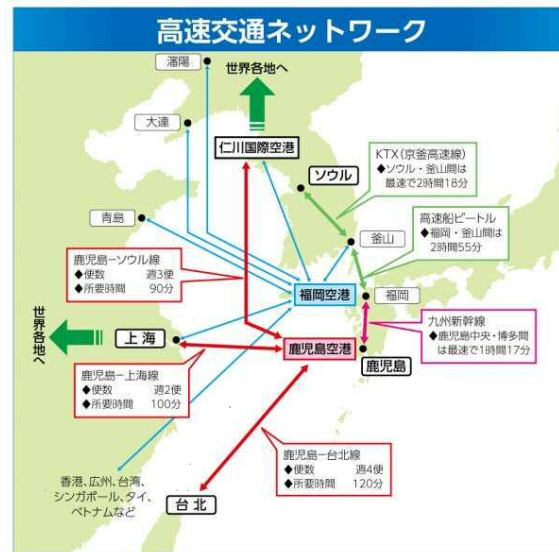 高速交通ネットワーク
瀋陽
世界各地へ
大連
仁川国際空港
ソウル
KTX(京釜高速線)
◆ソウル・釜山間は
最速で2時間18分
青島
釜山
高速船ビートル
◆福岡・釜山間は
2時間55分
鹿児島ーソウル線
◆便数 週3便
◆所要時間 90分
福岡空港
福岡
世界各地へ
上海
鹿児島空港
鹿児島
九州新幹線
◆鹿児島中央・博多間
は最速で1時間17分
鹿児島ー上海線
◆便数 週2便
◆所要時間 100分
鹿児島ー台北線
◆便数 週4便
◆所要時間 120分
香港、広州、台湾、
シンガポール、タイ、
ベトナムなど
台北